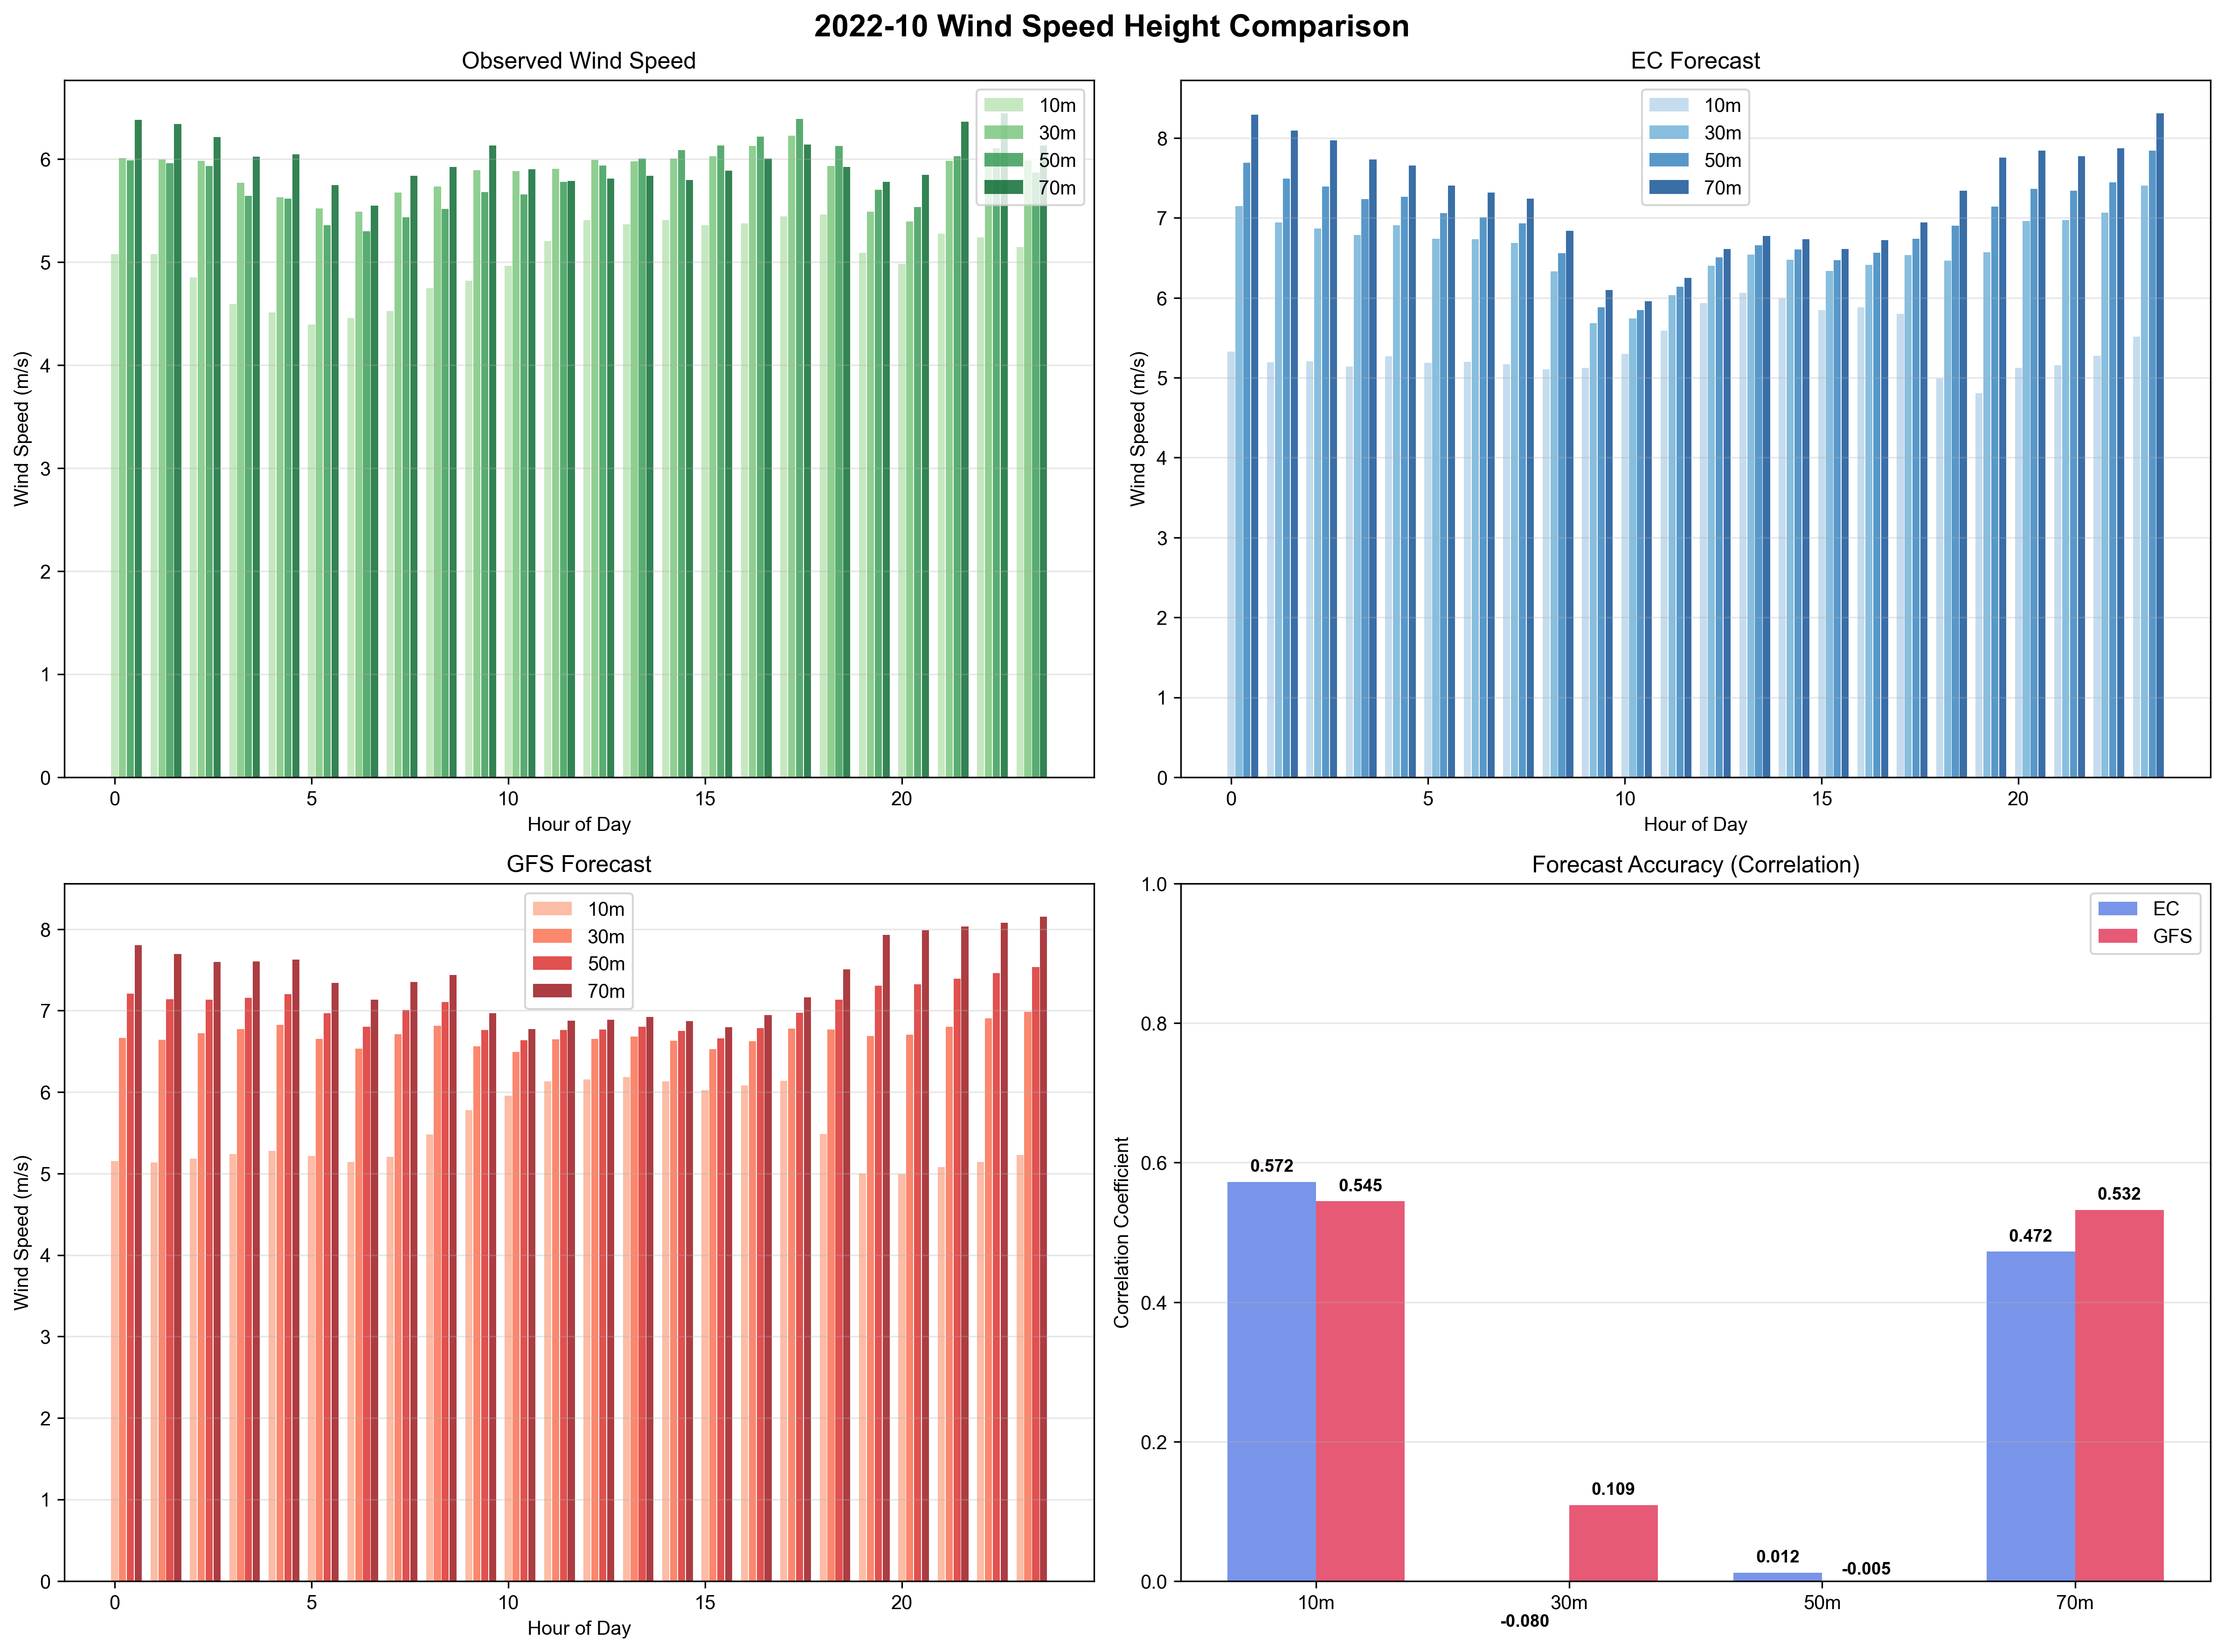 2022-10 Wind Speed Height Comparison
Observed Wind Speed
Wind Speed (m/s)
6
5
4
3
2
1
0
10m
30m
50m
70m
0 5 10 15 20
Hour of Day
EC Forecast
Wind Speed (m/s)
8
7
6
5
4
3
2
1
0
10m
30m
50m
70m
0 5 10 15 20
Hour of Day
GFS Forecast
Wind Speed (m/s)
8
7
6
5
4
3
2
1
0
10m
30m
50m
70m
0 5 10 15 20
Hour of Day
Forecast Accuracy (Correlation)
Correlation Coefficient
1.0
0.8
0.6
0.4
0.2
0.0
EC
GFS
0.572
0.545
-0.080
0.109
0.012
-0.005
0.472
0.532
10m 30m 50m 70m